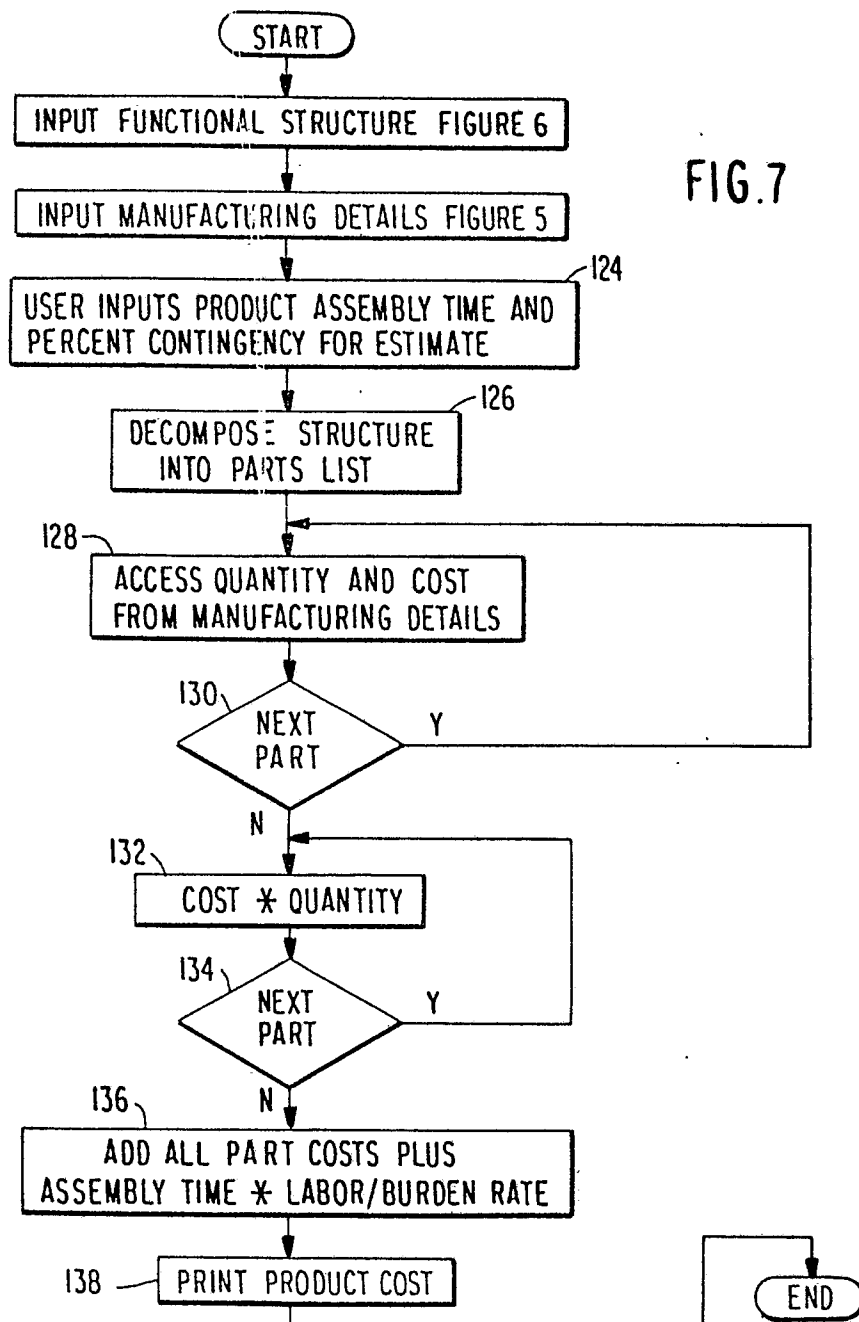 START
INPUT FUNCTIONAL STRUCTURE FIGURE 6
FIG.7
INPUT MANUFACTURING DETAILS FIGURE 5
124
USER INPUTS PRODUCT ASSEMBLY TIME AND
PERCENT CONTINGENCY FOR ESTIMATE
126
DECOMPOSE STRUCTURE
INTO PARTS LIST
128
ACCESS QUANTITY AND COST
FROM MANUFACTURING DETAILS
130
NEXT
PART
Y
N
132
COST * QUANTITY
134
NEXT
PART
Y
N
136
ADD ALL PART COSTS PLUS
ASSEMBLY TIME * LABOR/BURDEN RATE
138
PRINT PRODUCT COST
END